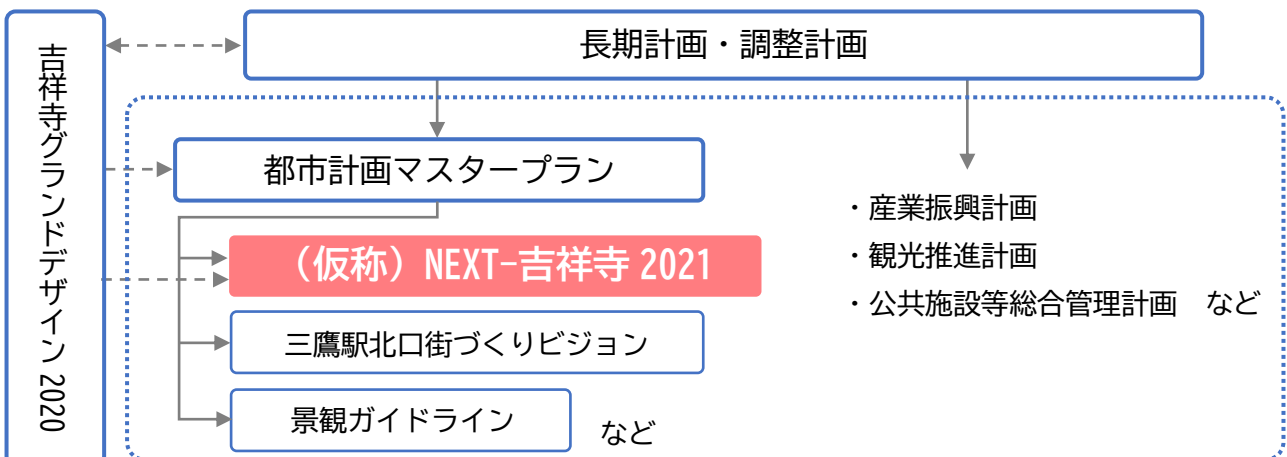 吉祥寺グランドデザイン 2020
長期計画・調整計画
都市計画マスタープラン
（仮称）NEXT-吉祥寺 2021
三鷹駅北口街づくりビジョン
景観ガイドライン
など
・産業振興計画
・観光推進計画
・公共施設等総合管理計画　など